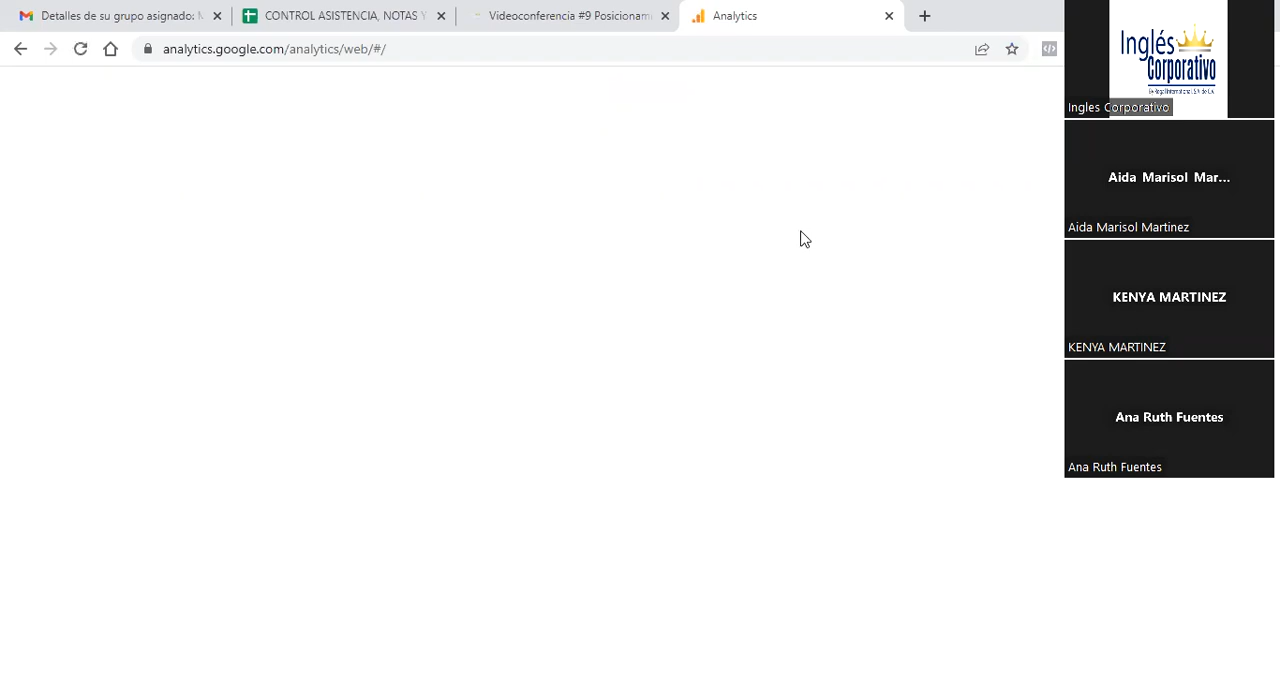 Detalles de su grupo asignado: M
CONTROL ASISTENCIA, NOTAS Y
Videoconferencia #9 Posicionam
Analytics
analytics.google.com/analytics/web/#/
Inglés
Corporativo
Ingles Corporativo
Aida Marisol Mar...
Aida Marisol Martinez
KENYA MARTINEZ
KENYA MARTINEZ
Ana Ruth Fuentes
Ana Ruth Fuentes